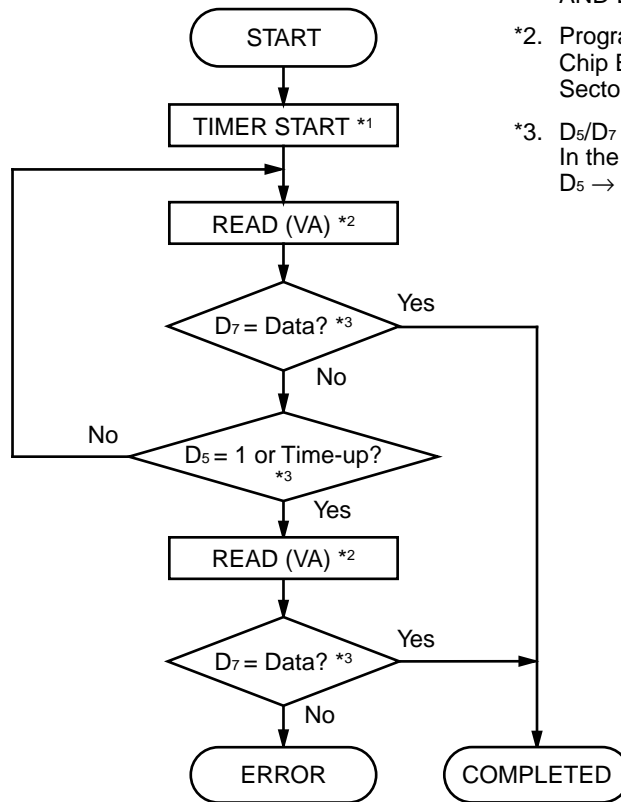 START
TIMER START *1
READ (VA) *2
D7 = Data? *3
Yes
No
D5 = 1 or Time-up?
*3
No
Yes
READ (VA) *2
D7 = Data? *3
Yes
No
ERROR
COMPLETED
AND
*2.
Chip
*3. D5/D7
In the
D5 →